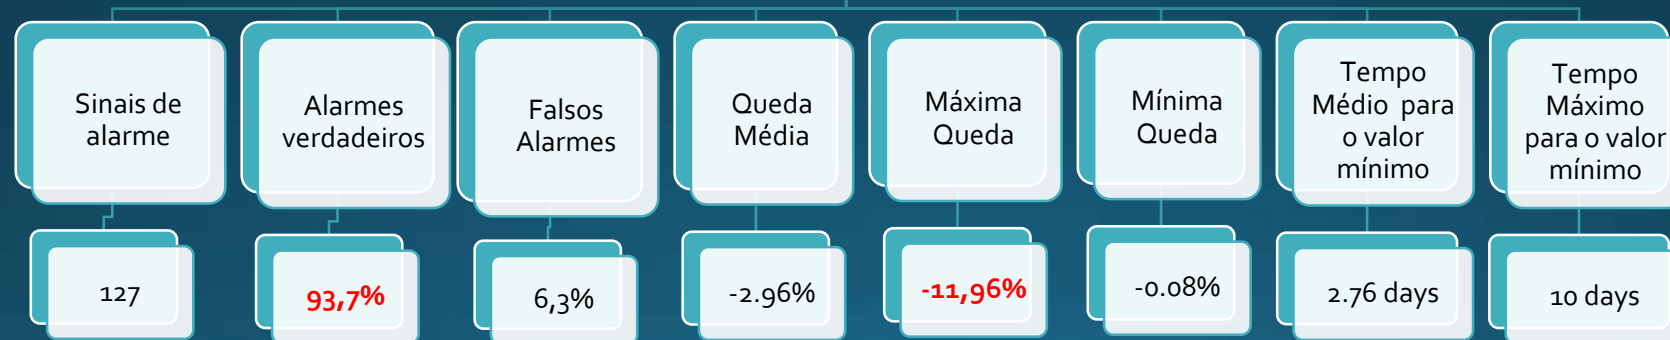 Sinais de
alarme
Alarmes
verdadeiros
Falsos
Alarmes
Queda
Média
Máxima
Queda
Mínima
Queda
Tempo
Médio para
o valor
mínimo
Tempo
Máximo
para o valor
mínimo
127
93,7%
6,3%
-2.96%
-11,96%
-0.08%
2.76 days
10 days